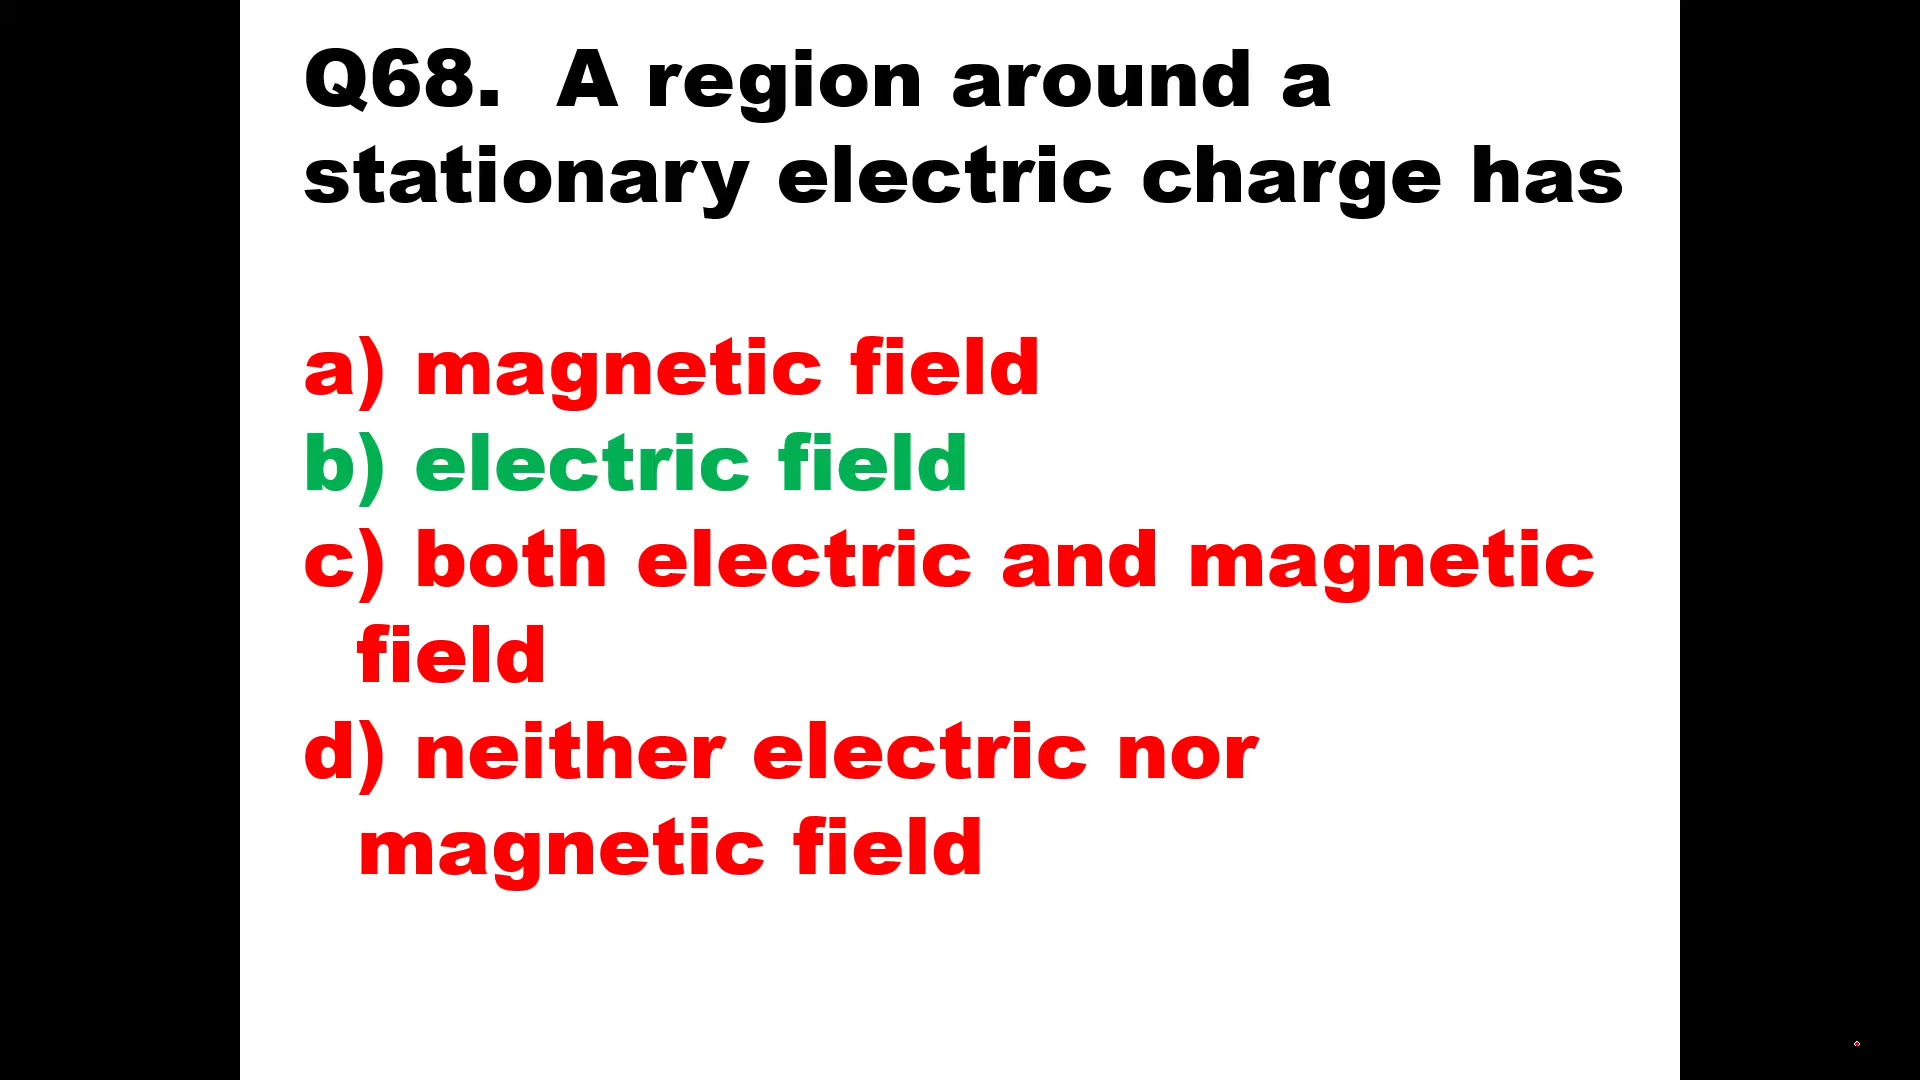 Q68. A region around a
stationary electric charge has
a) magnetic field
b) electric field
c) both electric and magnetic
field
d) neither electric nor
magnetic field